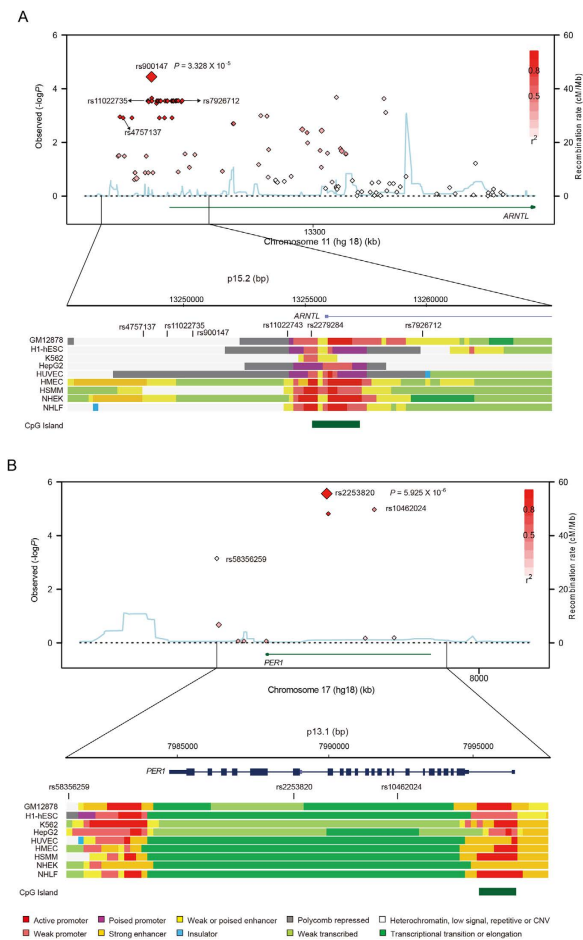 A
6
60
rs900147 P = 3.328 X 10-5
0.8
rs11022735
rs7926712
4
0.5
40
rs4757137
r2
Observed (-logP)
Recombination rate (cM/Mb)
2
20
0
0
ARNTL
13300
Chromosome 11 (hg 18) (kb)
p15.2 (bp)
13250000
13255000
13260000
ARNTL
rs4757137
rs11022735
rs900147
rs11022743
rs2279284
rs7926712
GM12878
H1-hESC
K562
HepG2
HUVEC
HMEC
HSMM
NHEK
NHLF
CpG Island
B
6
60
rs2253820 P = 5.925 X 10-6
rs10462024
0.8
4
0.5
40
rs58356259
r2
Observed (-logP)
Recombination rate (cM/Mb)
2
20
0
0
PER1
8000
Chromosome 17 (hg18) (kb)
p13.1 (bp)
7985000
7990000
7995000
PER1
rs58356259
rs2253820
rs10462024
GM12878
H1-hESC
K562
HepG2
HUVEC
HMEC
HSMM
NHEK
NHLF
CpG Island
Active promoter
Poised promoter
Weak or poised enhancer
Polycomb repressed
Heterochromatin, low signal, repetitive or CNV
Weak promoter
Strong enhancer
Insulator
Weak transcribed
Transcriptional transition or elongation